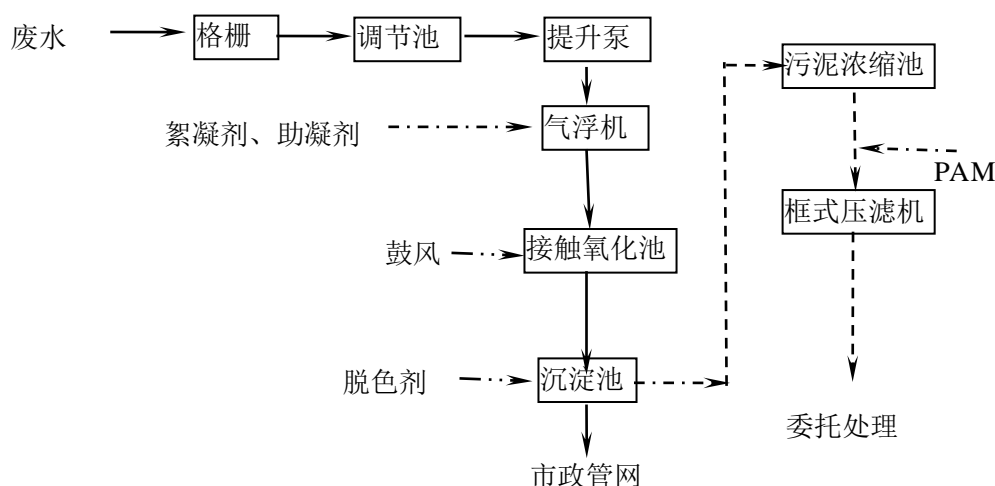 废水
格栅
调节池
提升泵
污泥浓缩池
絮凝剂、助凝剂
气浮机
PAM
框式压滤机
鼓风
接触氧化池
脱色剂
沉淀池
委托处理
市政管网